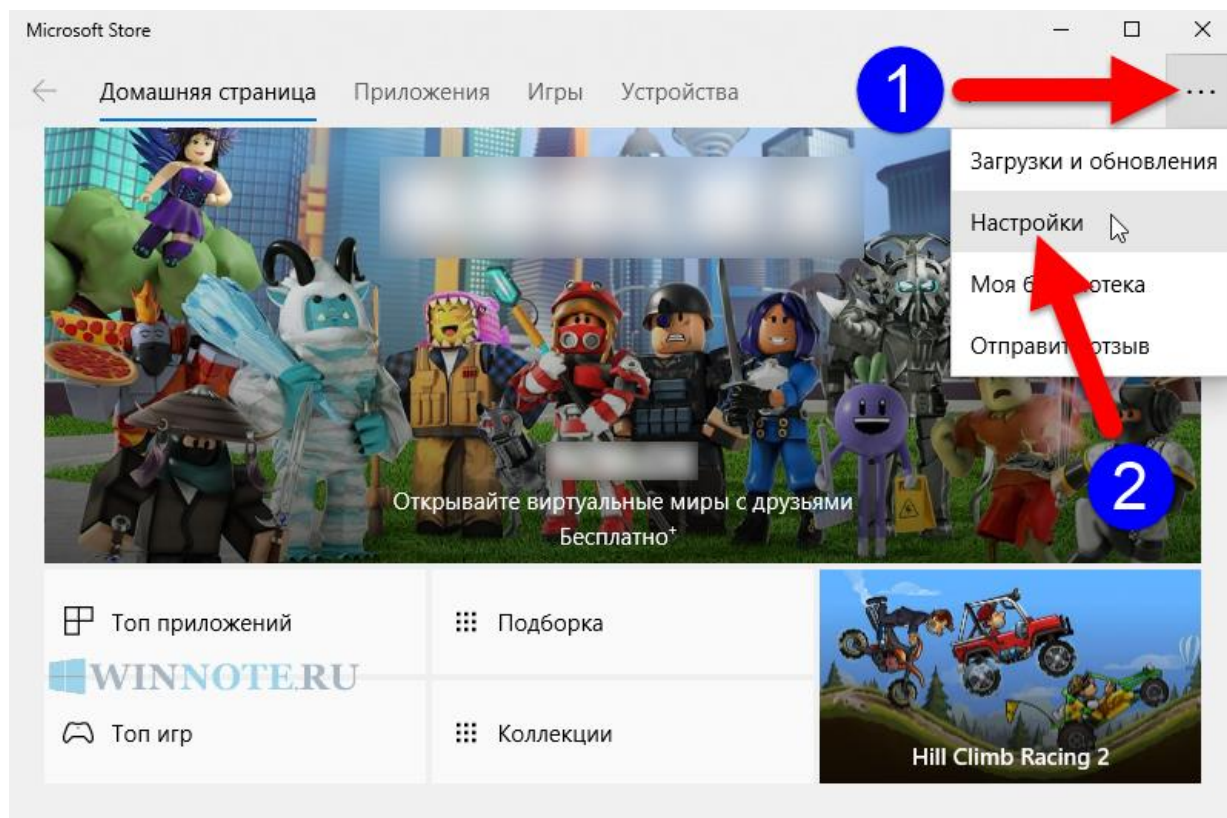 Microsoft Store
Домашняя страница Приложения Игры Устройства
1
Загрузки и обновления
Настройки
Моя отека
Отправит отзыв
2
Открывайте виртуальные миры с друзьями
Бесплатно+
Топ приложений
Подборка
WINNOTE.RU
Топ игр
Коллекции
Hill Climb Racing 2